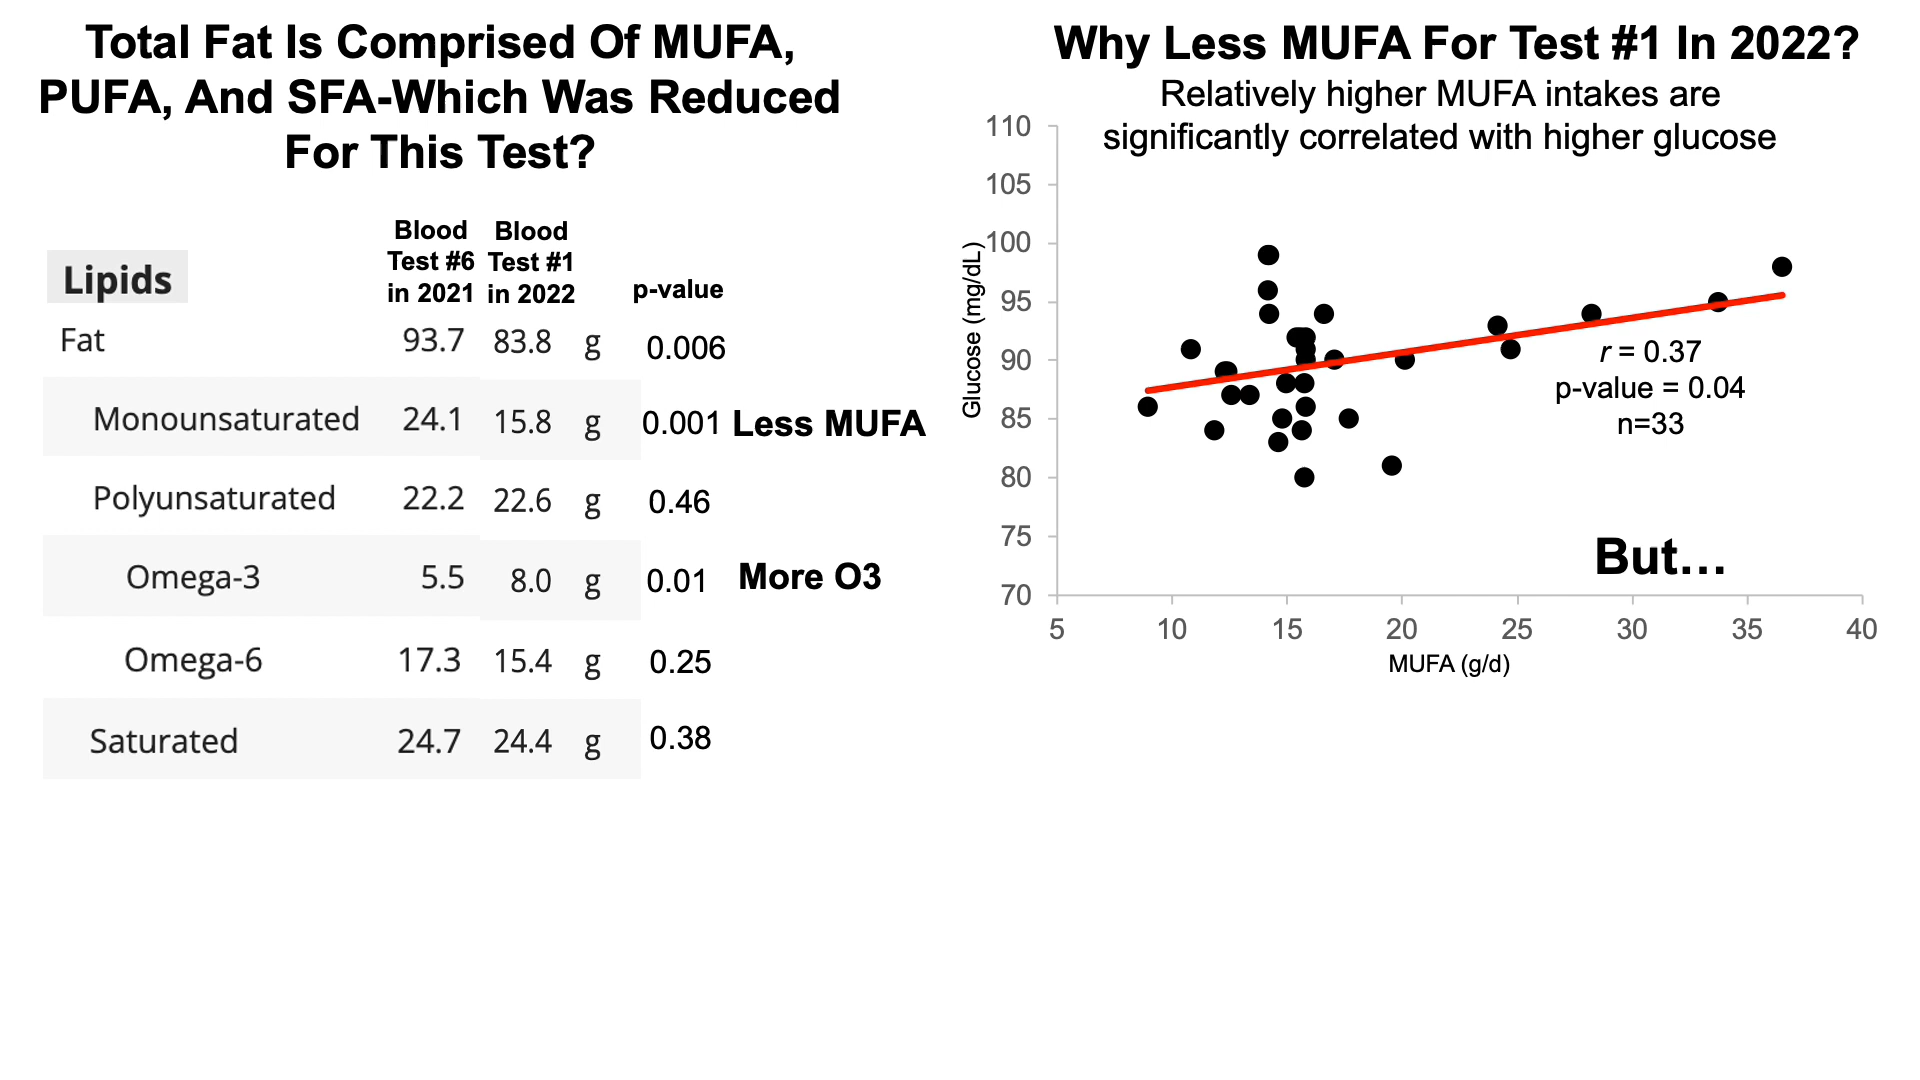 Total Fat Is Comprised Of MUFA,
PUFA, And SFA-Which Was Reduced
For This Test?
Blood Test #6 in 2021
Blood Test #1 in 2022
p-value
Lipids
Fat 93.7 83.8 g 0.006
Monounsaturated 24.1 15.8 g 0.001 Less MUFA
Polyunsaturated 22.2 22.6 g 0.46
Omega-3 5.5 8.0 g 0.01 More O3
Omega-6 17.3 15.4 g 0.25
Saturated 24.7 24.4 g 0.38
Why Less MUFA For Test #1 In 2022?
Relatively higher MUFA intakes are
significantly correlated with higher glucose
110
105
100
95
90
85
80
75
70
Glucose (mg/dL)
r = 0.37
p-value = 0.04
n=33
But…
5 10 15 20 25 30 35 40
MUFA (g/d)